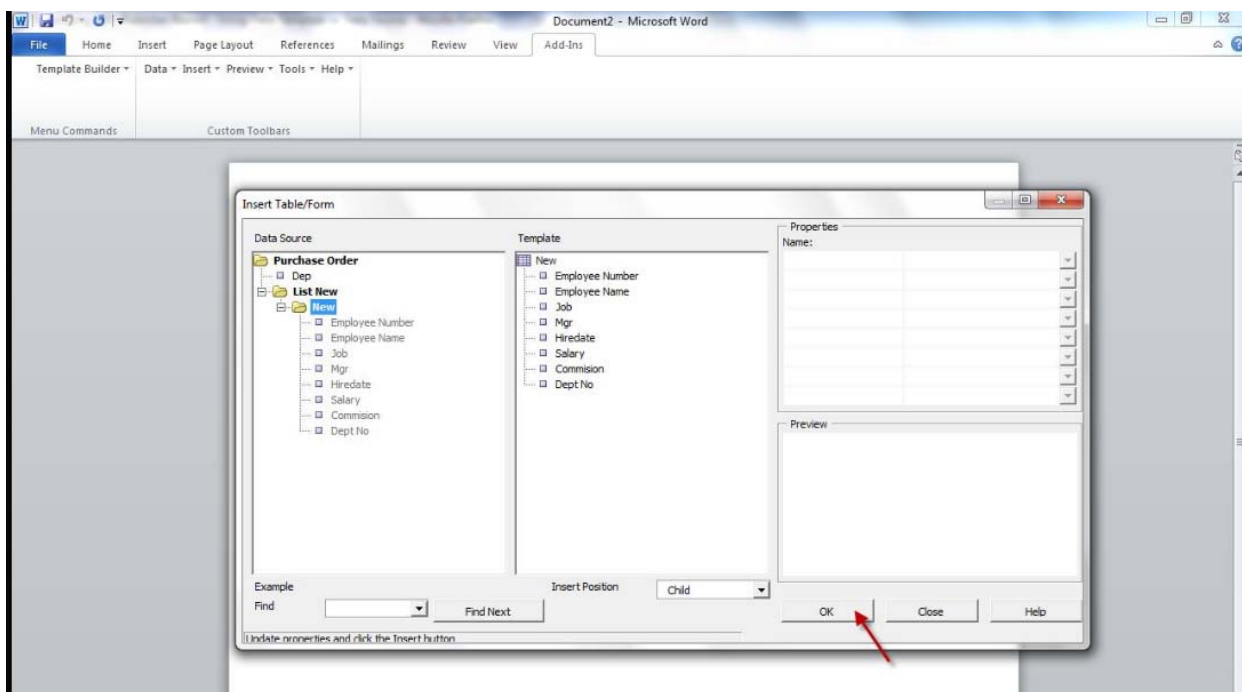 Document2 - Microsoft Word
File Home Insert Page Layout References Mailings Review View Add-Ins
Template Builder Data Insert Preview Tools Help
Menu Commands Custom Toolbars
Insert Table/Form
Data Source
Purchase Order
Dep
List New
New
Employee Number
Employee Name
Job
Mgr
Hiredate
Salary
Commision
Dept No
Template
New
Employee Number
Employee Name
Job
Mgr
Hiredate
Salary
Commision
Dept No
Properties
Name:
Preview
Example
Find
Find Next
Insert Position Child
OK Close Help
Update properties and click the Insert button